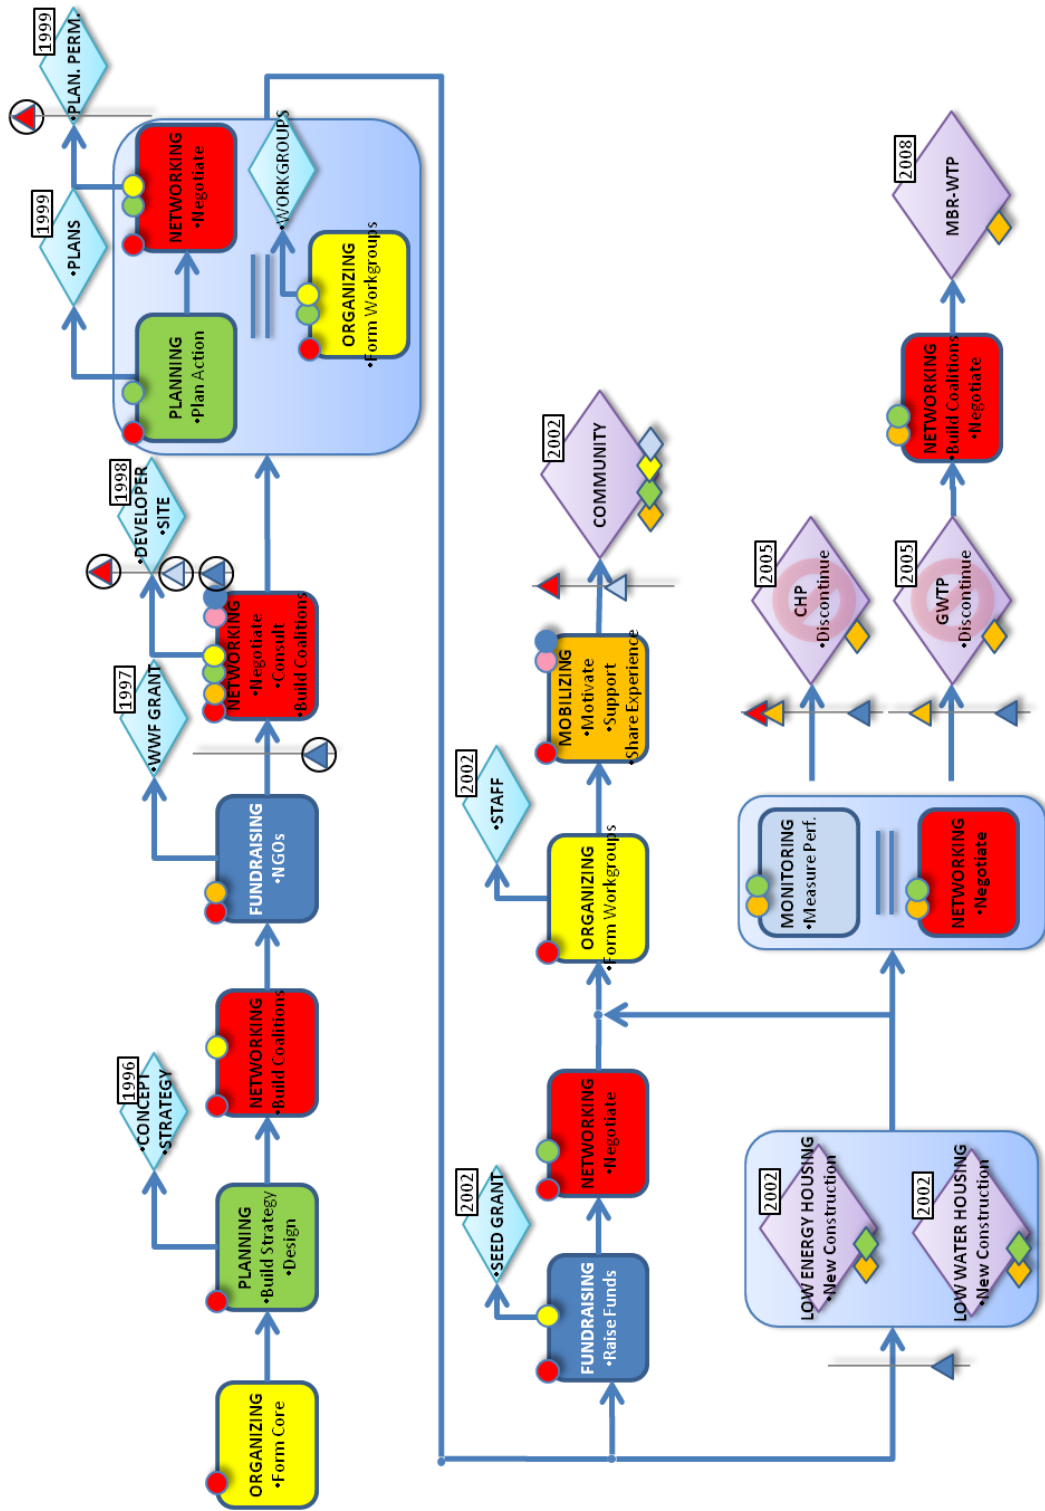 ORGANIZING
•Form Core
PLANNING
•Build Strategy
•Design
1996
•CONCEPT
•STRATEGY
NETWORKING
•Build Coalitions
FUNDRAISING
•NGOs
1997
•WWF GRANT
NETWORKING
•Negotiate
•Consult
•Build Coalitions
1998
•DEVELOPER
•SITE
PLANNING
•Plan Action
1999
•PLANS
NETWORKING
•Negotiate
1999
•PLAN. PERM.
ORGANIZING
•Form Workgroups
•WORKGROUPS
FUNDRAISING
•Raise Funds
2002
•SEED GRANT
NETWORKING
•Negotiate
ORGANIZING
•Form Workgroups
2002
•STAFF
MOBILIZING
•Motivate
•Support
•Share Experience
2002
COMMUNITY
2002
LOW ENERGY HOUSING
•New Construction
2002
LOW WATER HOUSING
•New Construction
MONITORING
•Measure Perf.
NETWORKING
•Negotiate
2005
CHP
•Discontinue
2005
GWTP
•Discontinue
NETWORKING
•Build Coalitions
•Negotiate
2008
MBR-WTP